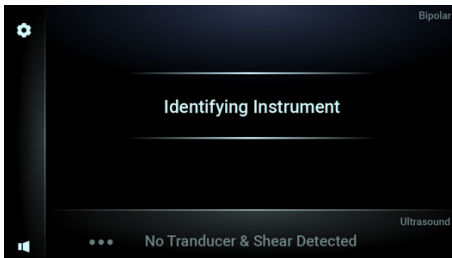 Bipolar
Identifying Instrument
Ultrasound
No Tranducer & Shear Detected